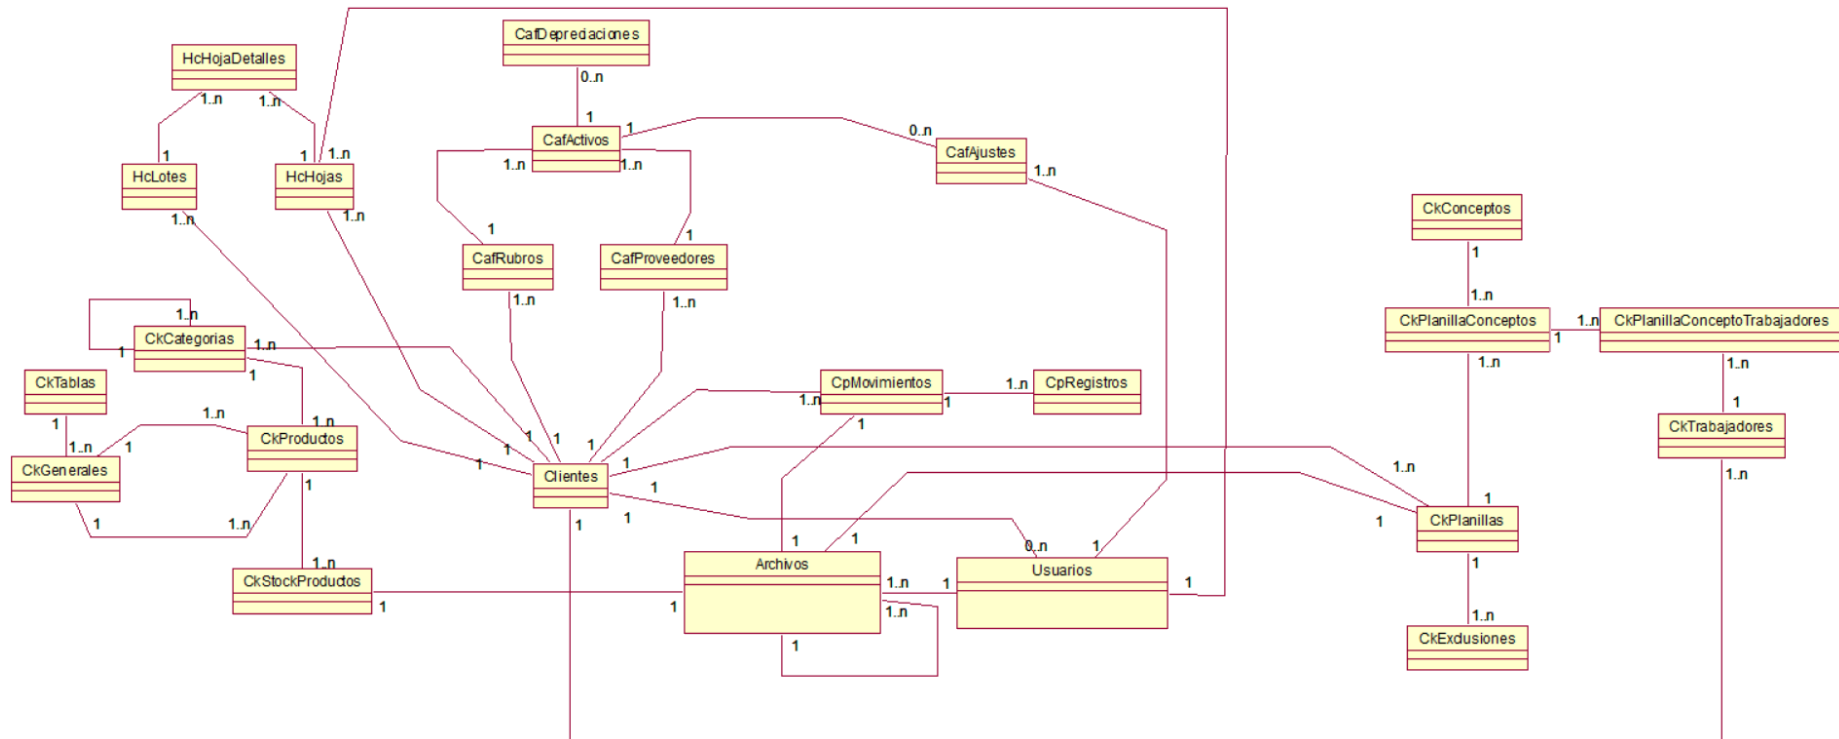 CafDepreciaciones
HcHojaDetalles
0..n
1..n
1..n
1
1
0..n
CafActivos
CafAjustes
1
1
1..n
1..n
1..n
1..n
HcLotes
HcHojas
CkConceptos
1..n
1..n
1
1
1
CafRubros
CafProveedores
1..n
1..n
1..n
1..n
CkPlanillaConceptos
1..n
CkPlanillaConceptoTrabajadores
CkCategorias
1..n
1
1
1..n
1..n
1
CkTablas
CpMovimientos
1..n
CpRegistros
1..n
1
1
1..n
1..n
1
1
CkProductos
1
1
1
1
1
CkTrabajadores
1..n
CkGenerales
1
Clientes
1
1..n
1..n
1
1
1
1..n
1
1
1
1
CkPlanillas
1
1
0..n
1
1..n
Archivos
Usuarios
1
CkStockProductos
1..n
1
1
1
1
1..n
1..n
CkExclusiones
1